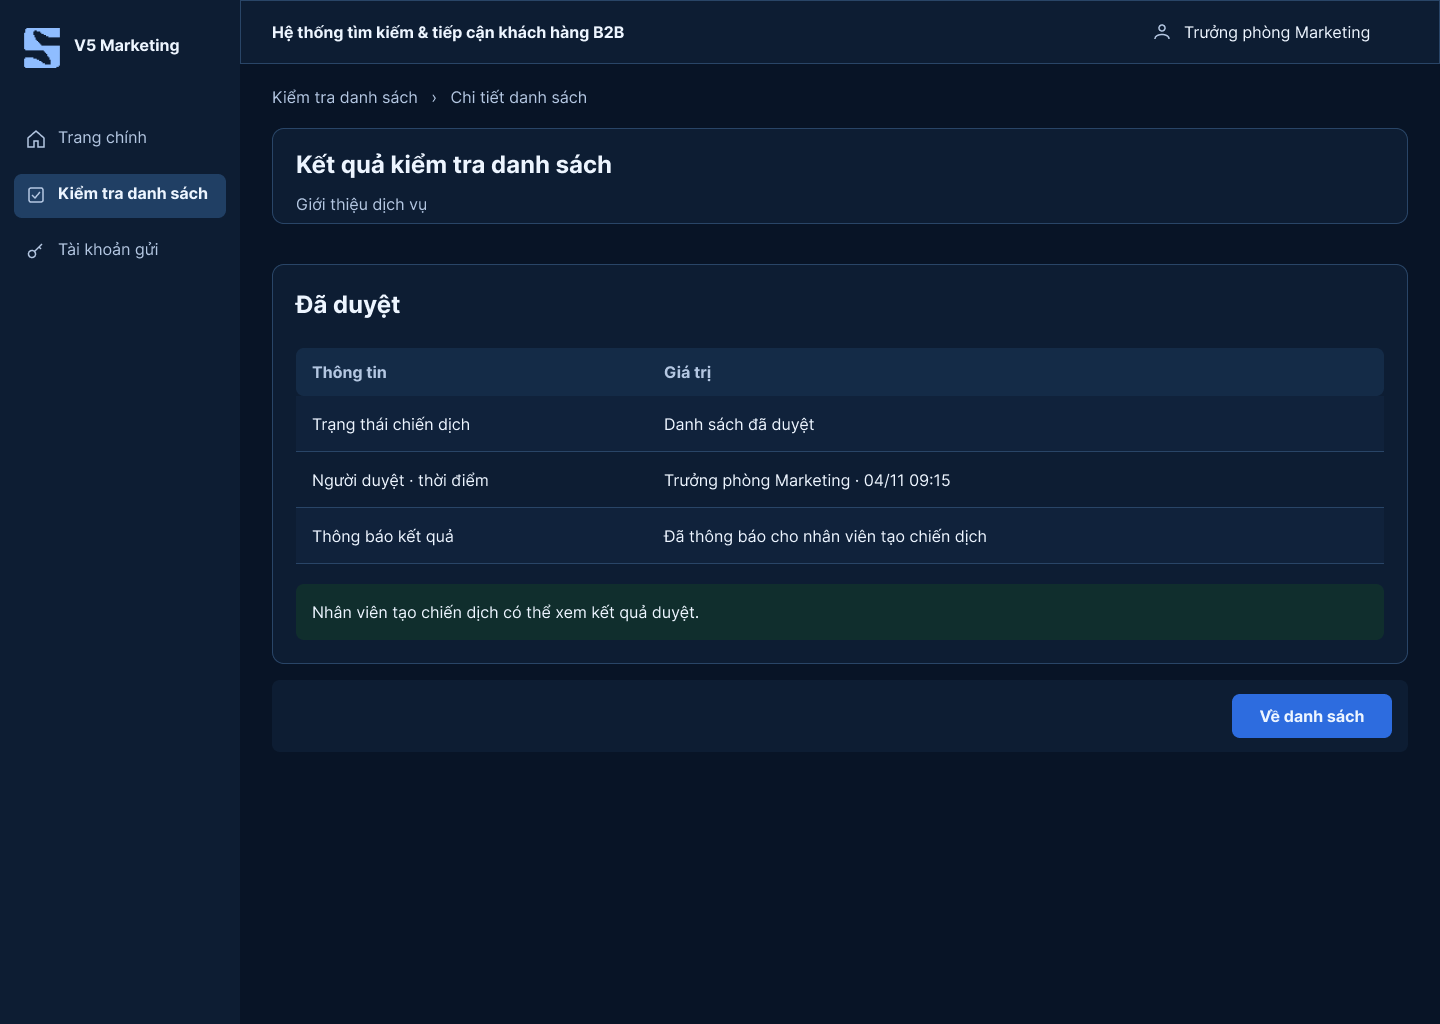 V5 Marketing
Trang chính
Kiểm tra danh sách
Tài khoản gửi
Hệ thống tìm kiếm & tiếp cận khách hàng B2B
Trưởng phòng Marketing
Kiểm tra danh sách › Chi tiết danh sách
Kết quả kiểm tra danh sách
Giới thiệu dịch vụ
Đã duyệt
Thông tin Giá trị
Trạng thái chiến dịch Danh sách đã duyệt
Người duyệt · thời điểm Trưởng phòng Marketing · 04/11 09:15
Thông báo kết quả Đã thông báo cho nhân viên tạo chiến dịch
Nhân viên tạo chiến dịch có thể xem kết quả duyệt.
Về danh sách